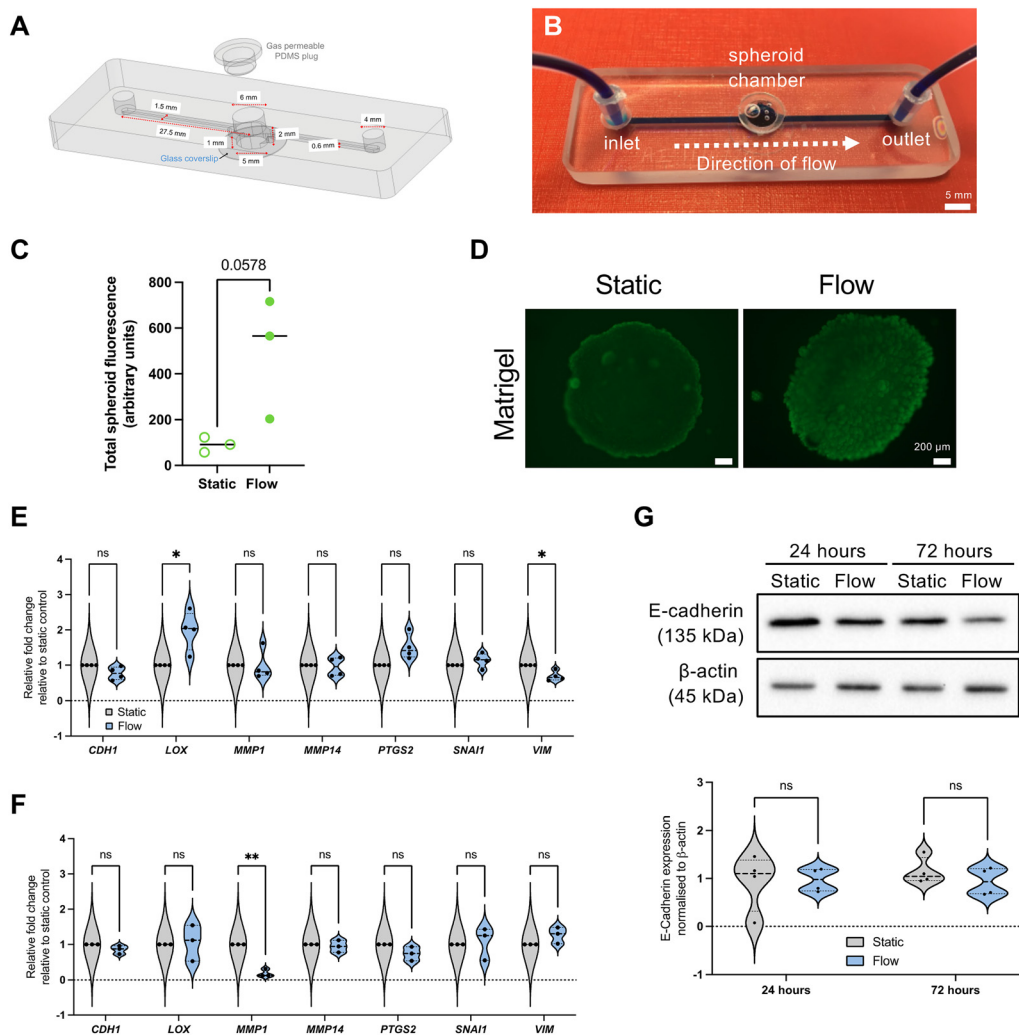 A
Gas permeable
PDMS plug
6 mm
1.5 mm
4 mm
27.5 mm
1 mm
2 mm
0.6 mm
Glass coverslip
5 mm
B
spheroid
chamber
inlet
outlet
Direction of flow
5 mm
C
0.0578
Total spheroid fluorescence
(arbitrary units)
800
600
400
200
0
Static
Flow
D
Static
Flow
Matrigel
200 μm
E
Relative fold change
relative to static control
4
3
2
1
0
-1
ns
*
ns
ns
ns
ns
*
Static
Flow
CDH1
LOX
MMP1
MMP14
PTGS2
SNAI1
VIM
F
Relative fold change
relative to static control
4
3
2
1
0
-1
ns
ns
**
ns
ns
ns
ns
CDH1
LOX
MMP1
MMP14
PTGS2
SNAI1
VIM
G
24 hours
72 hours
Static
Flow
Static
Flow
E-cadherin
(135 kDa)
β-actin
(45 kDa)
E-Cadherin expression
normalised to β-actin
3
2
1
0
-1
ns
ns
Static
Flow
24 hours
72 hours